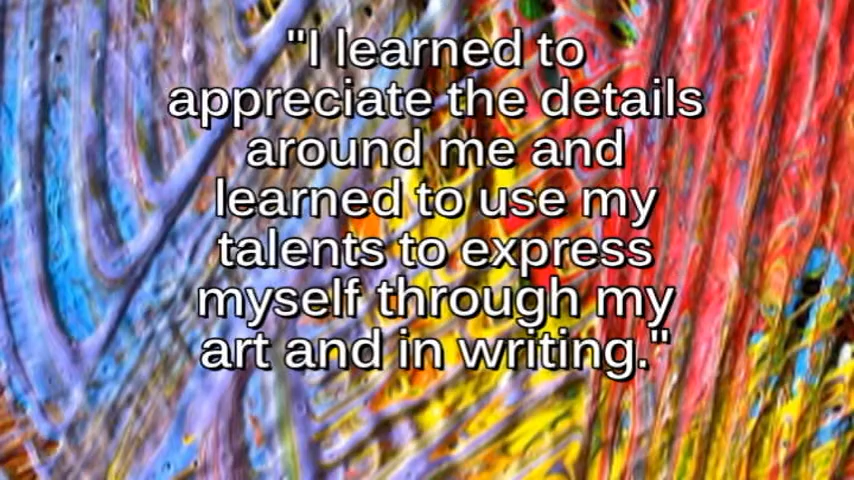 "I learned to
appreciate the details
around me and
learned to use my
talents to express
myself through my
art and in writing."